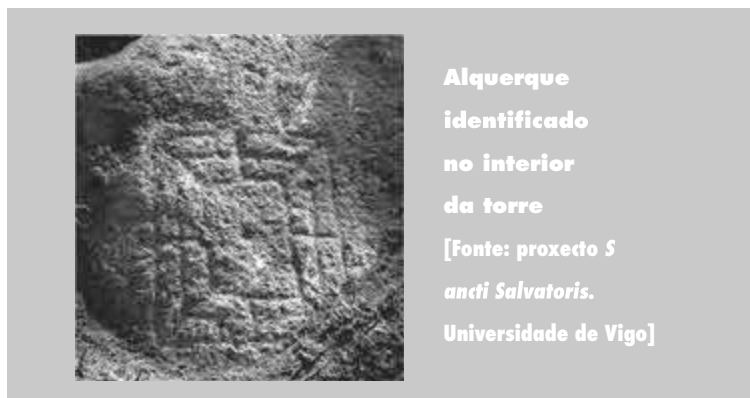 Alquerque
identificado
no interior
da torre
[Fonte: proxecto S
ancti Salvatoris.
Universidade de Vigo]